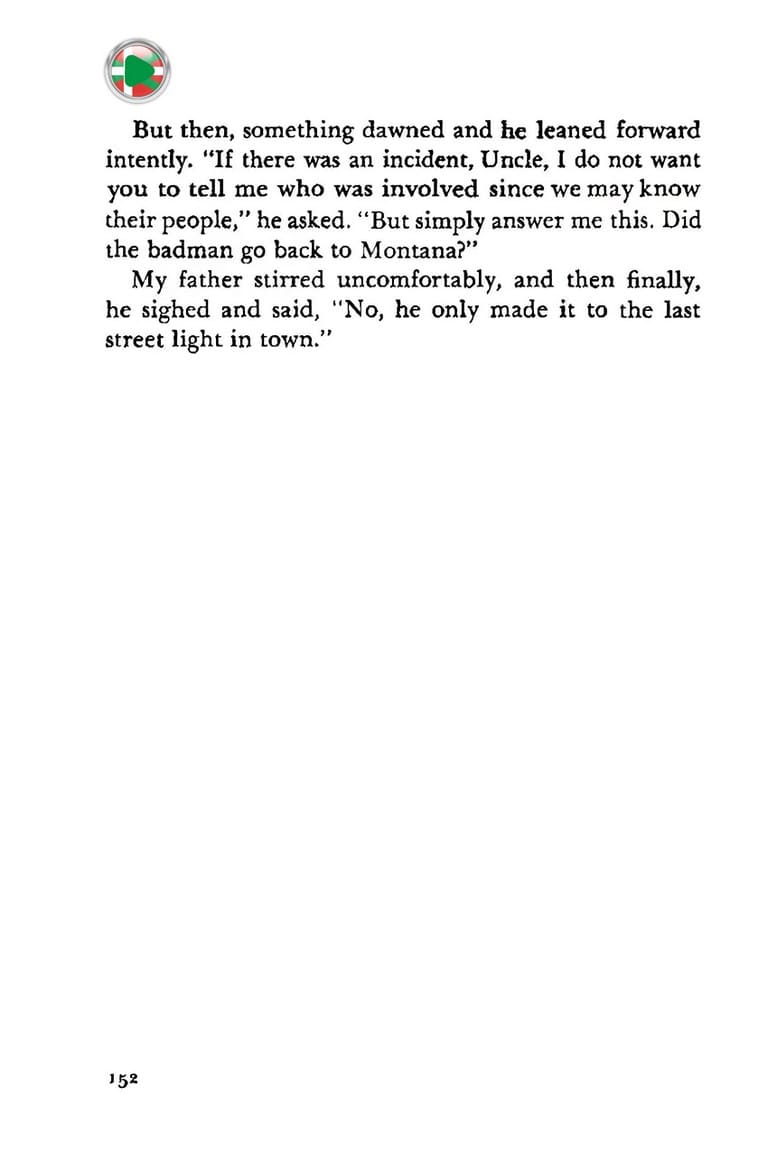 But then, something dawned and he leaned forward
intently. "If there was an incident, Uncle, I do not want
you to tell me who was involved since we may know
their people," he asked. "But simply answer me this. Did
the badman go back to Montana?"
My father stirred uncomfortably, and then finally,
he sighed and said, "No, he only made it to the last
street light in town."
152